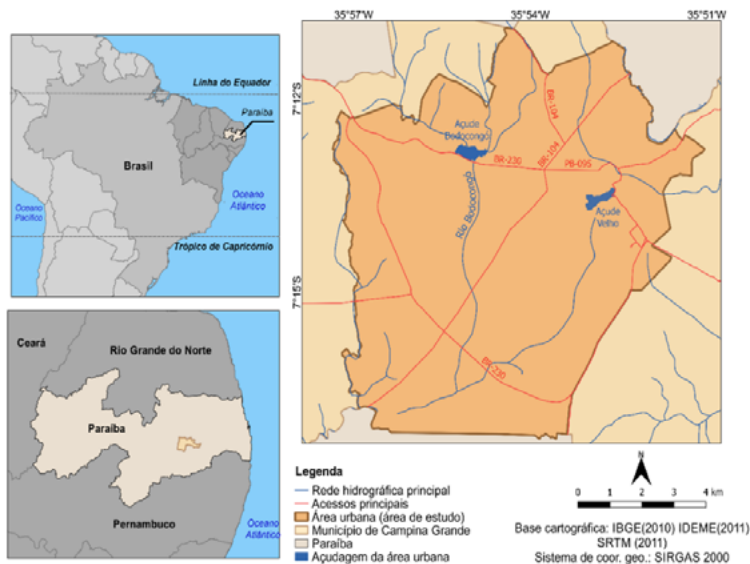 Linha do Equador
Paraíba
Brasil
Oceano
Pacífico
Oceano
Atlântico
Trópico de Capricórnio
Ceará
Rio Grande do Norte
Paraíba
Pernambuco
Oceano
Atlântico
35°57'W
35°54'W
35°51'W
7°12'S
7°15'S
Açude
Bodocongó
BR-104
BR-104
BR-230
PB-095
Rio Bodocongó
Açude
Velho
BR-230
Legenda
Rede hidrográfica principal
Acessos principais
Área urbana (área de estudo)
Município de Campina Grande
Paraíba
Açudagem da área urbana
N
0 1 2 3 4 km
Base cartográfica: IBGE(2010) IDEME(2011)
SRTM (2011)
Sistema de coor. geo.: SIRGAS 2000